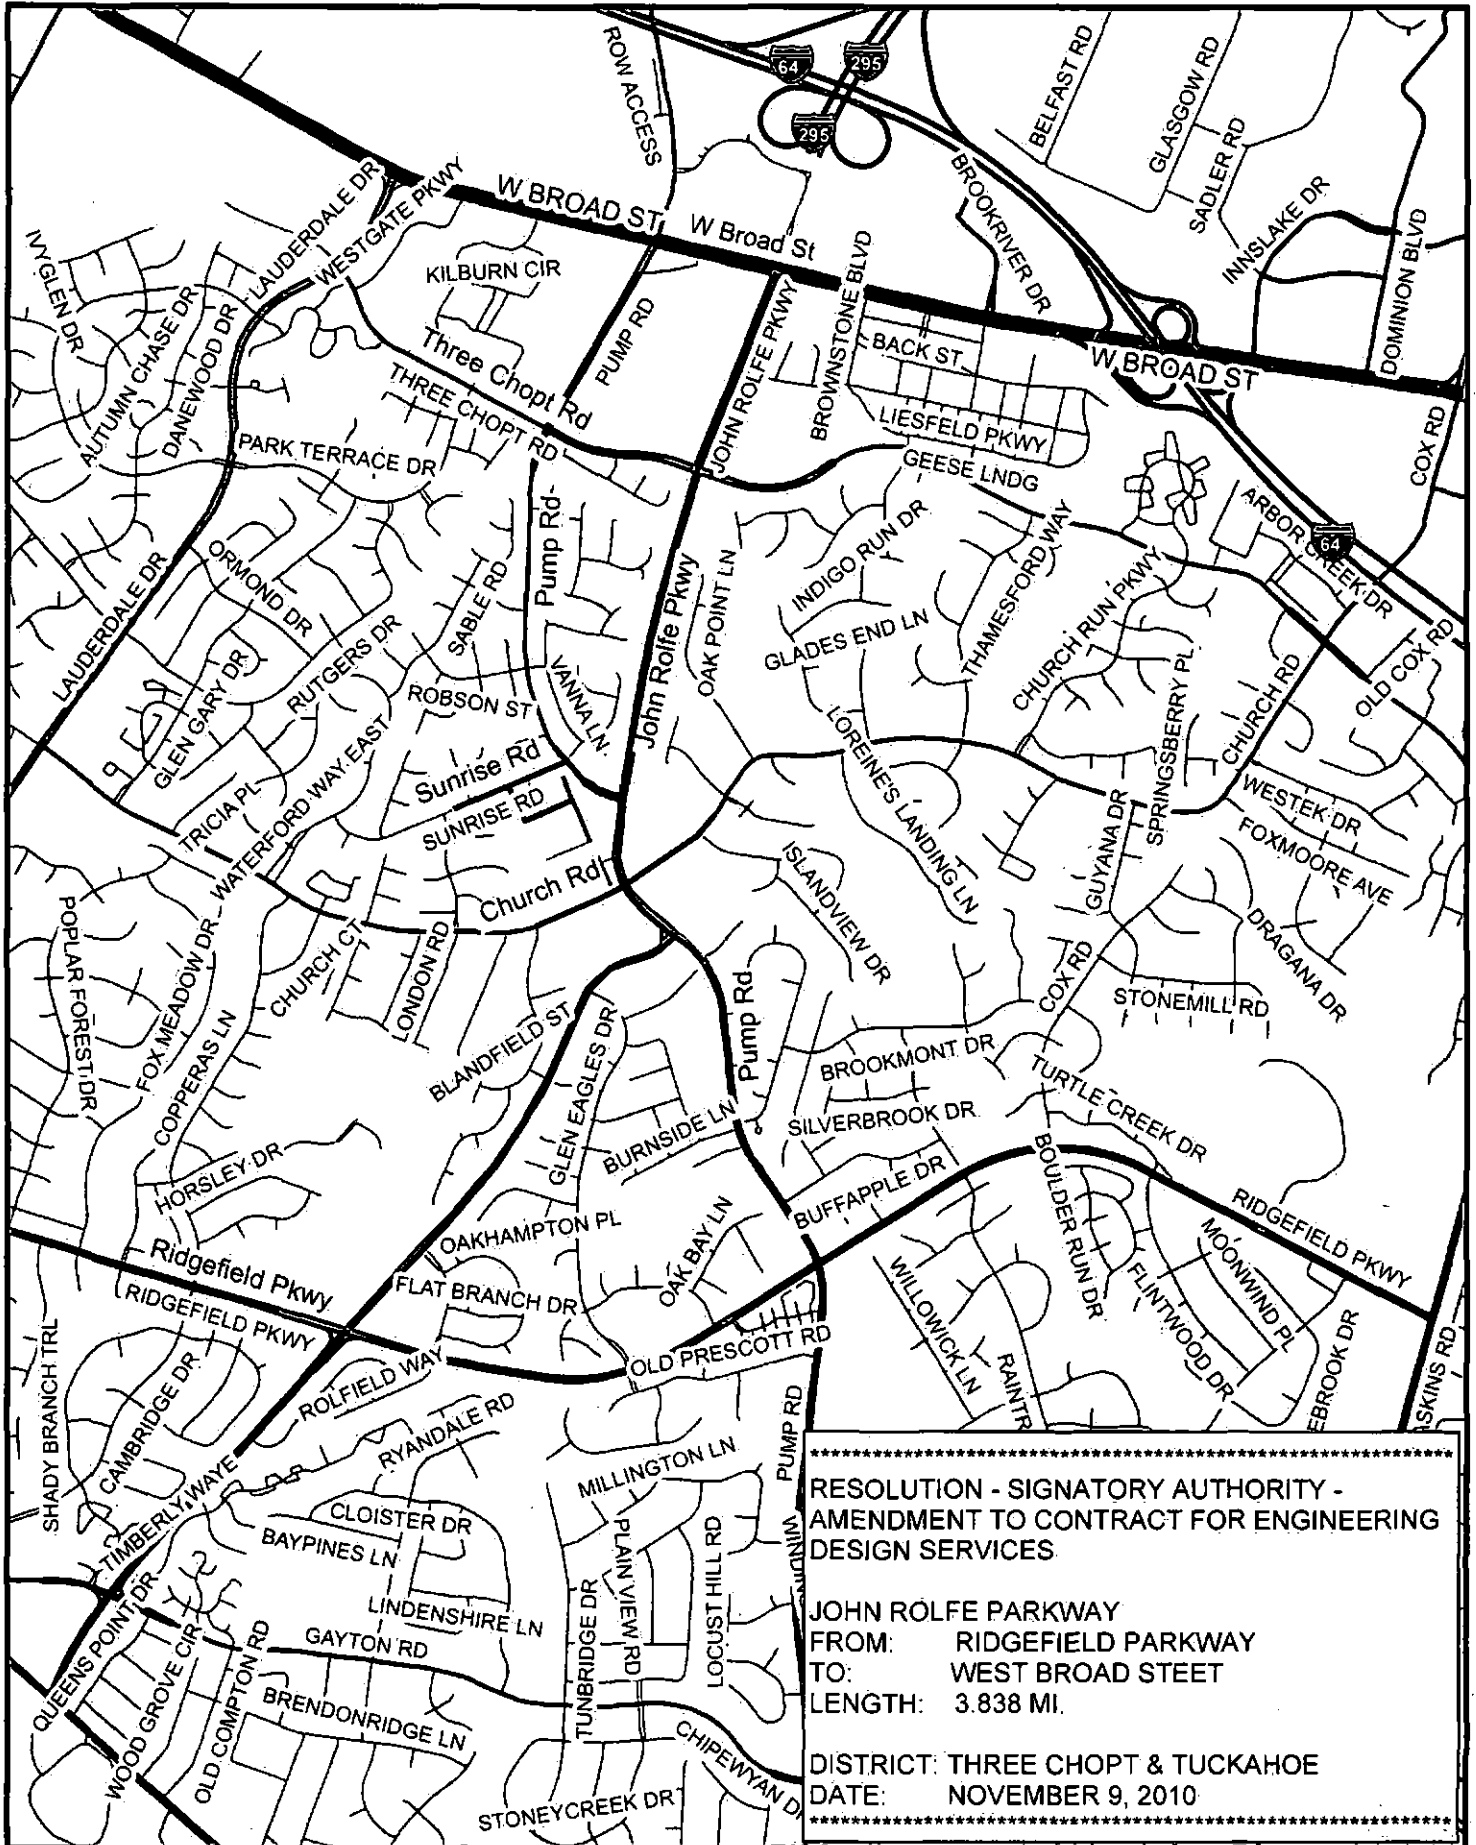 ROW ACCESS
64
295
295
BELFAST RD
GLASGOW RD
SADLER RD
INNSLAKE DR
DOMINION BLVD
BROOKRIVER DR
LAUDERDALE DR
WESTGATE PKWY
W BROAD ST
W Broad St
IVYGLEN DR
AUTUMN CHASE DR
DANEWOOD DR
KILBURN CIR
PUMP RD
JOHN ROLFE PKWY
BROWNSTONE BLVD
BACK ST
W BROAD ST
Three Chopt Rd
THREE CHOPT RD
LIESFELD PKWY
GEESE LNDG
COX RD
PARK TERRACE DR
ARBOR CREEK DR
64
LAUDERDALE DR
ORMOND DR
SABLE RD
Pump Rd
John Rolfe Pkwy
OAK POINT LN
INDIGO RUN DR
GLADES END LN
THAMESFORD WAY
CHURCH RUN PKWY
SPRINGSBERRY PL
CHURCH RD
OLD COX RD
GLEN GARY DR
RUTGERS DR
ROBSON ST
VANNA LN
LOREINE'S LANDING LN
TRICIA PL
WATERFORD WAY EAST
Sunrise Rd
SUNRISE RD
Church Rd
ISLANDVIEW DR
GUYANA DR
WESTEK DR
FOXMOORE AVE
DRAGANA DR
POPLAR FOREST DR
FOX MEADOW DR
COPPERAS LN
CHURCH CT
LONDON RD
BLANDFIELD ST
GLEN EAGLES DR
Pump Rd
COX RD
STONEMILL RD
BROOKMONT DR
TURTLE CREEK DR
SILVERBROOK DR
BURNSIDE LN
BUFFAPPLE DR
BOULDER RUN DR
HORSLEY DR
OAKHAMPTON PL
OAK BAY LN
RIDGEFIELD PKWY
Ridgefield Pkwy
RIDGEFIELD PKWY
FLAT BRANCH DR
WILLOWICK LN
FLINTWOOD DR
MOONWIND PL
OLD PRESCOTT RD
SHADY BRANCH TRL
CAMBRIDGE DR
ROLFIELD WAY
RYANDALE RD
RAINTR
EBROOK DR
ASKINS RD
PUMP RD
MILLINGTON LN
TIMBERLY WAYE
CLOISTER DR
BAYPINES LN
LINDENSHIRE LN
TUNBRIDGE DR
PLAIN VIEW RD
LOCUST HILL RD
QUEENS POINT DR
WOOD GROVE CIR
OLD COMPTON RD
GAYTON RD
BRENDONRIDGE LN
CHIPEWYAN D
STONEYCREEK DR
RESOLUTION - SIGNATORY AUTHORITY -
AMENDMENT TO CONTRACT FOR ENGINEERING
DESIGN SERVICES
JOHN ROLFE PARKWAY
FROM: RIDGEFIELD PARKWAY
TO: WEST BROAD STEET
LENGTH: 3.838 MI.
DISTRICT: THREE CHOPT & TUCKAHOE
DATE: NOVEMBER 9, 2010